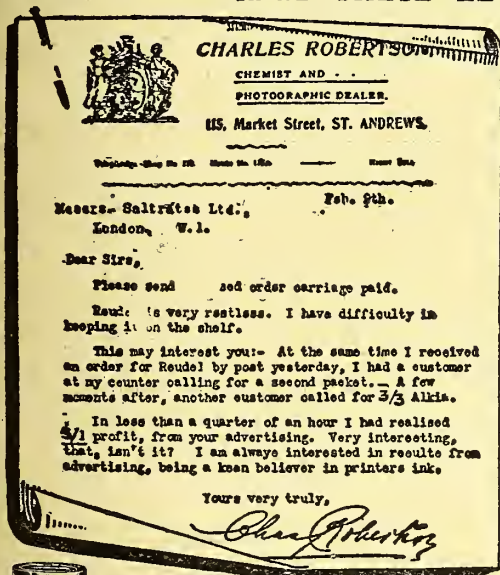 CHARLES ROBERTSON
CHEMIST AND . .
PHOTOGRAPHIC DEALER.
115, Market Street, ST. ANDREWS.
Feb. 9th.
Messrs. Saltrates Ltd.,
London, W.1.
Dear Sirs,
Please send sed order carriage paid.
Reudel is very restless. I have difficulty in
keeping it on the shelf.
This may interest you:- At the same time I received
an order for Reudel by post yesterday, I had a customer
at my counter calling for a second packet. A few
moments after, another customer called for 3/3 Alkia.
In less than a quarter of an hour I had realised
3/1 profit, from your advertising. Very interesting,
that, isn't it? I am always interested in results from
advertising, being a keen believer in printers ink.
Yours very truly,
Chas Robertson